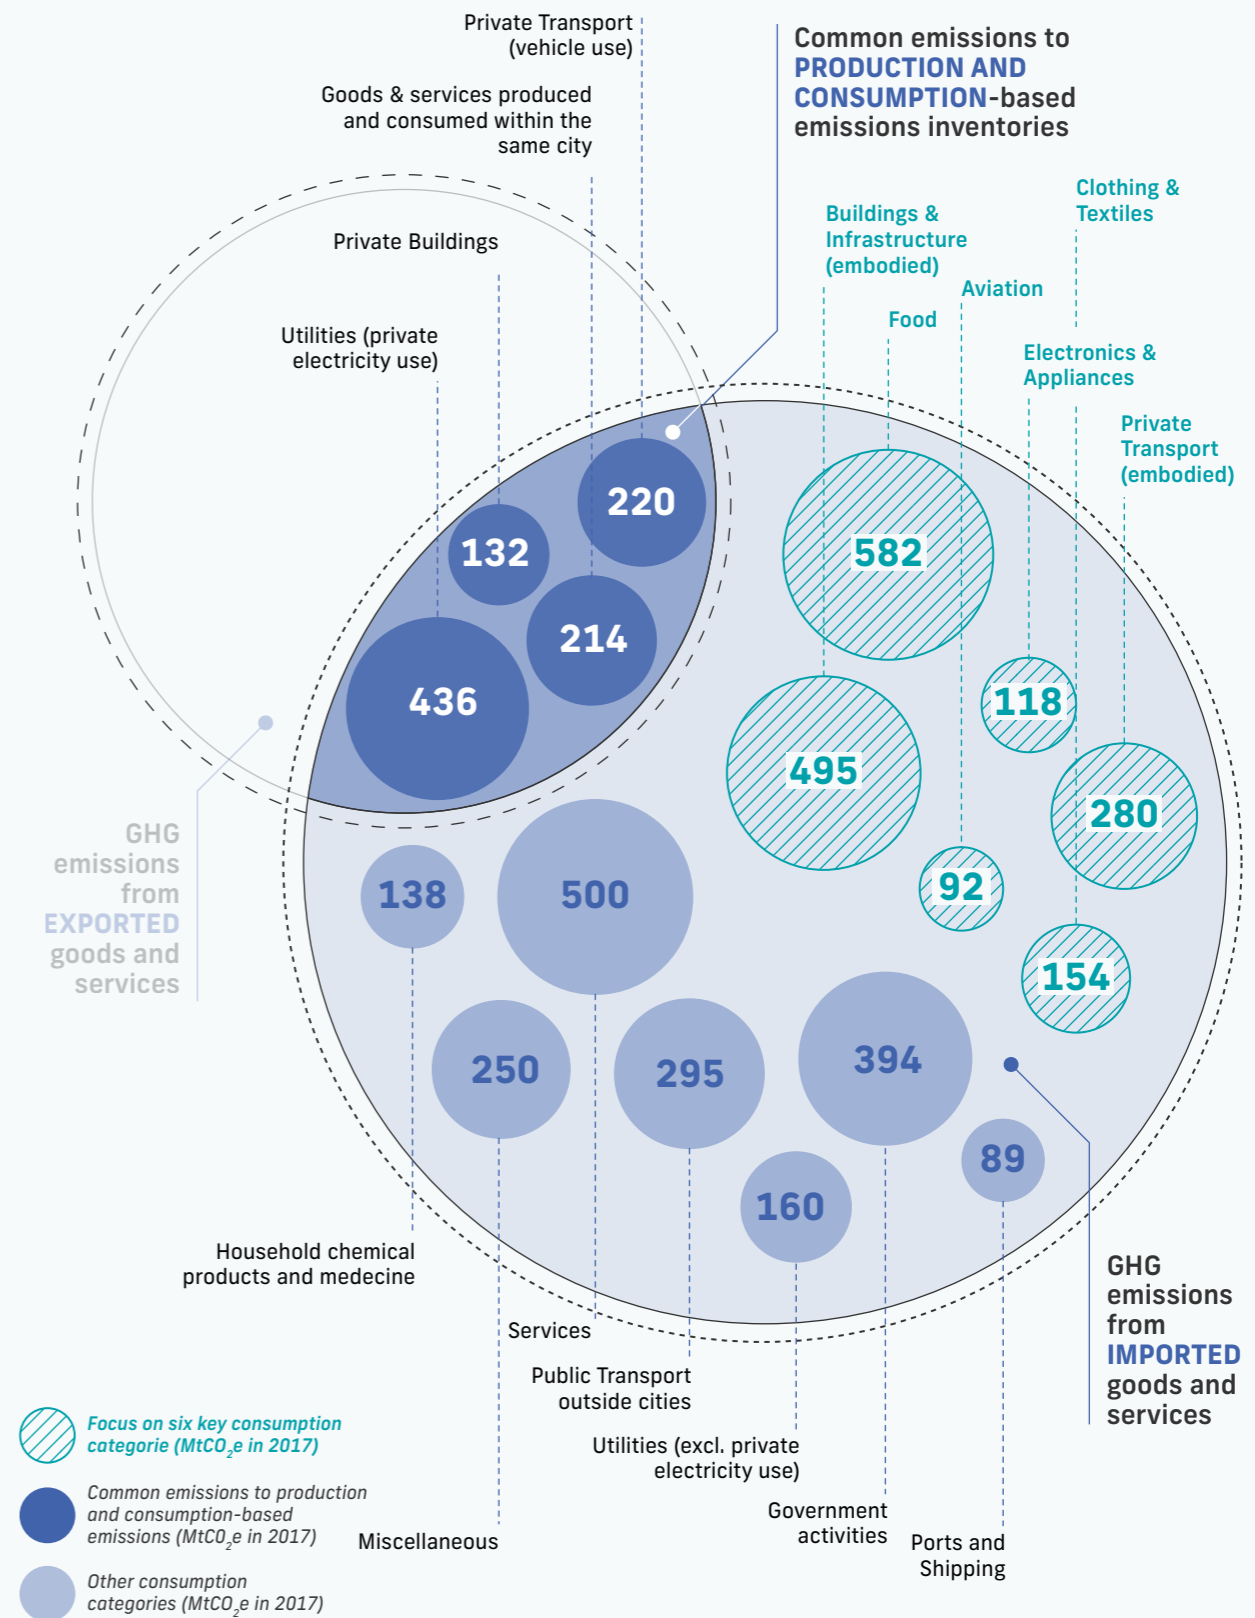 Private Transport
(vehicle use)
Common emissions to
PRODUCTION AND
CONSUMPTION-based
emissions inventories
Goods & services produced
and consumed within the
same city
Private Buildings
Utilities (private
electricity use)
Clothing &
Textiles
Buildings &
Infrastructure
(embodied)
Aviation
Food
Electronics &
Appliances
Private
Transport
(embodied)
220
132
214
436
582
118
495
280
92
154
GHG
emissions
from
EXPORTED
goods and
services
138
500
250
295
394
89
160
Household chemical
products and medecine
Services
Public Transport
outside cities
Utilities (excl. private
electricity use)
Government
activities
Miscellaneous
Ports and
Shipping
GHG
emissions
from
IMPORTED
goods and
services
Focus on six key consumption
categorie (MtCO2e in 2017)
Common emissions to production
and consumption-based
emissions (MtCO2e in 2017)
Other consumption
categories (MtCO2e in 2017)